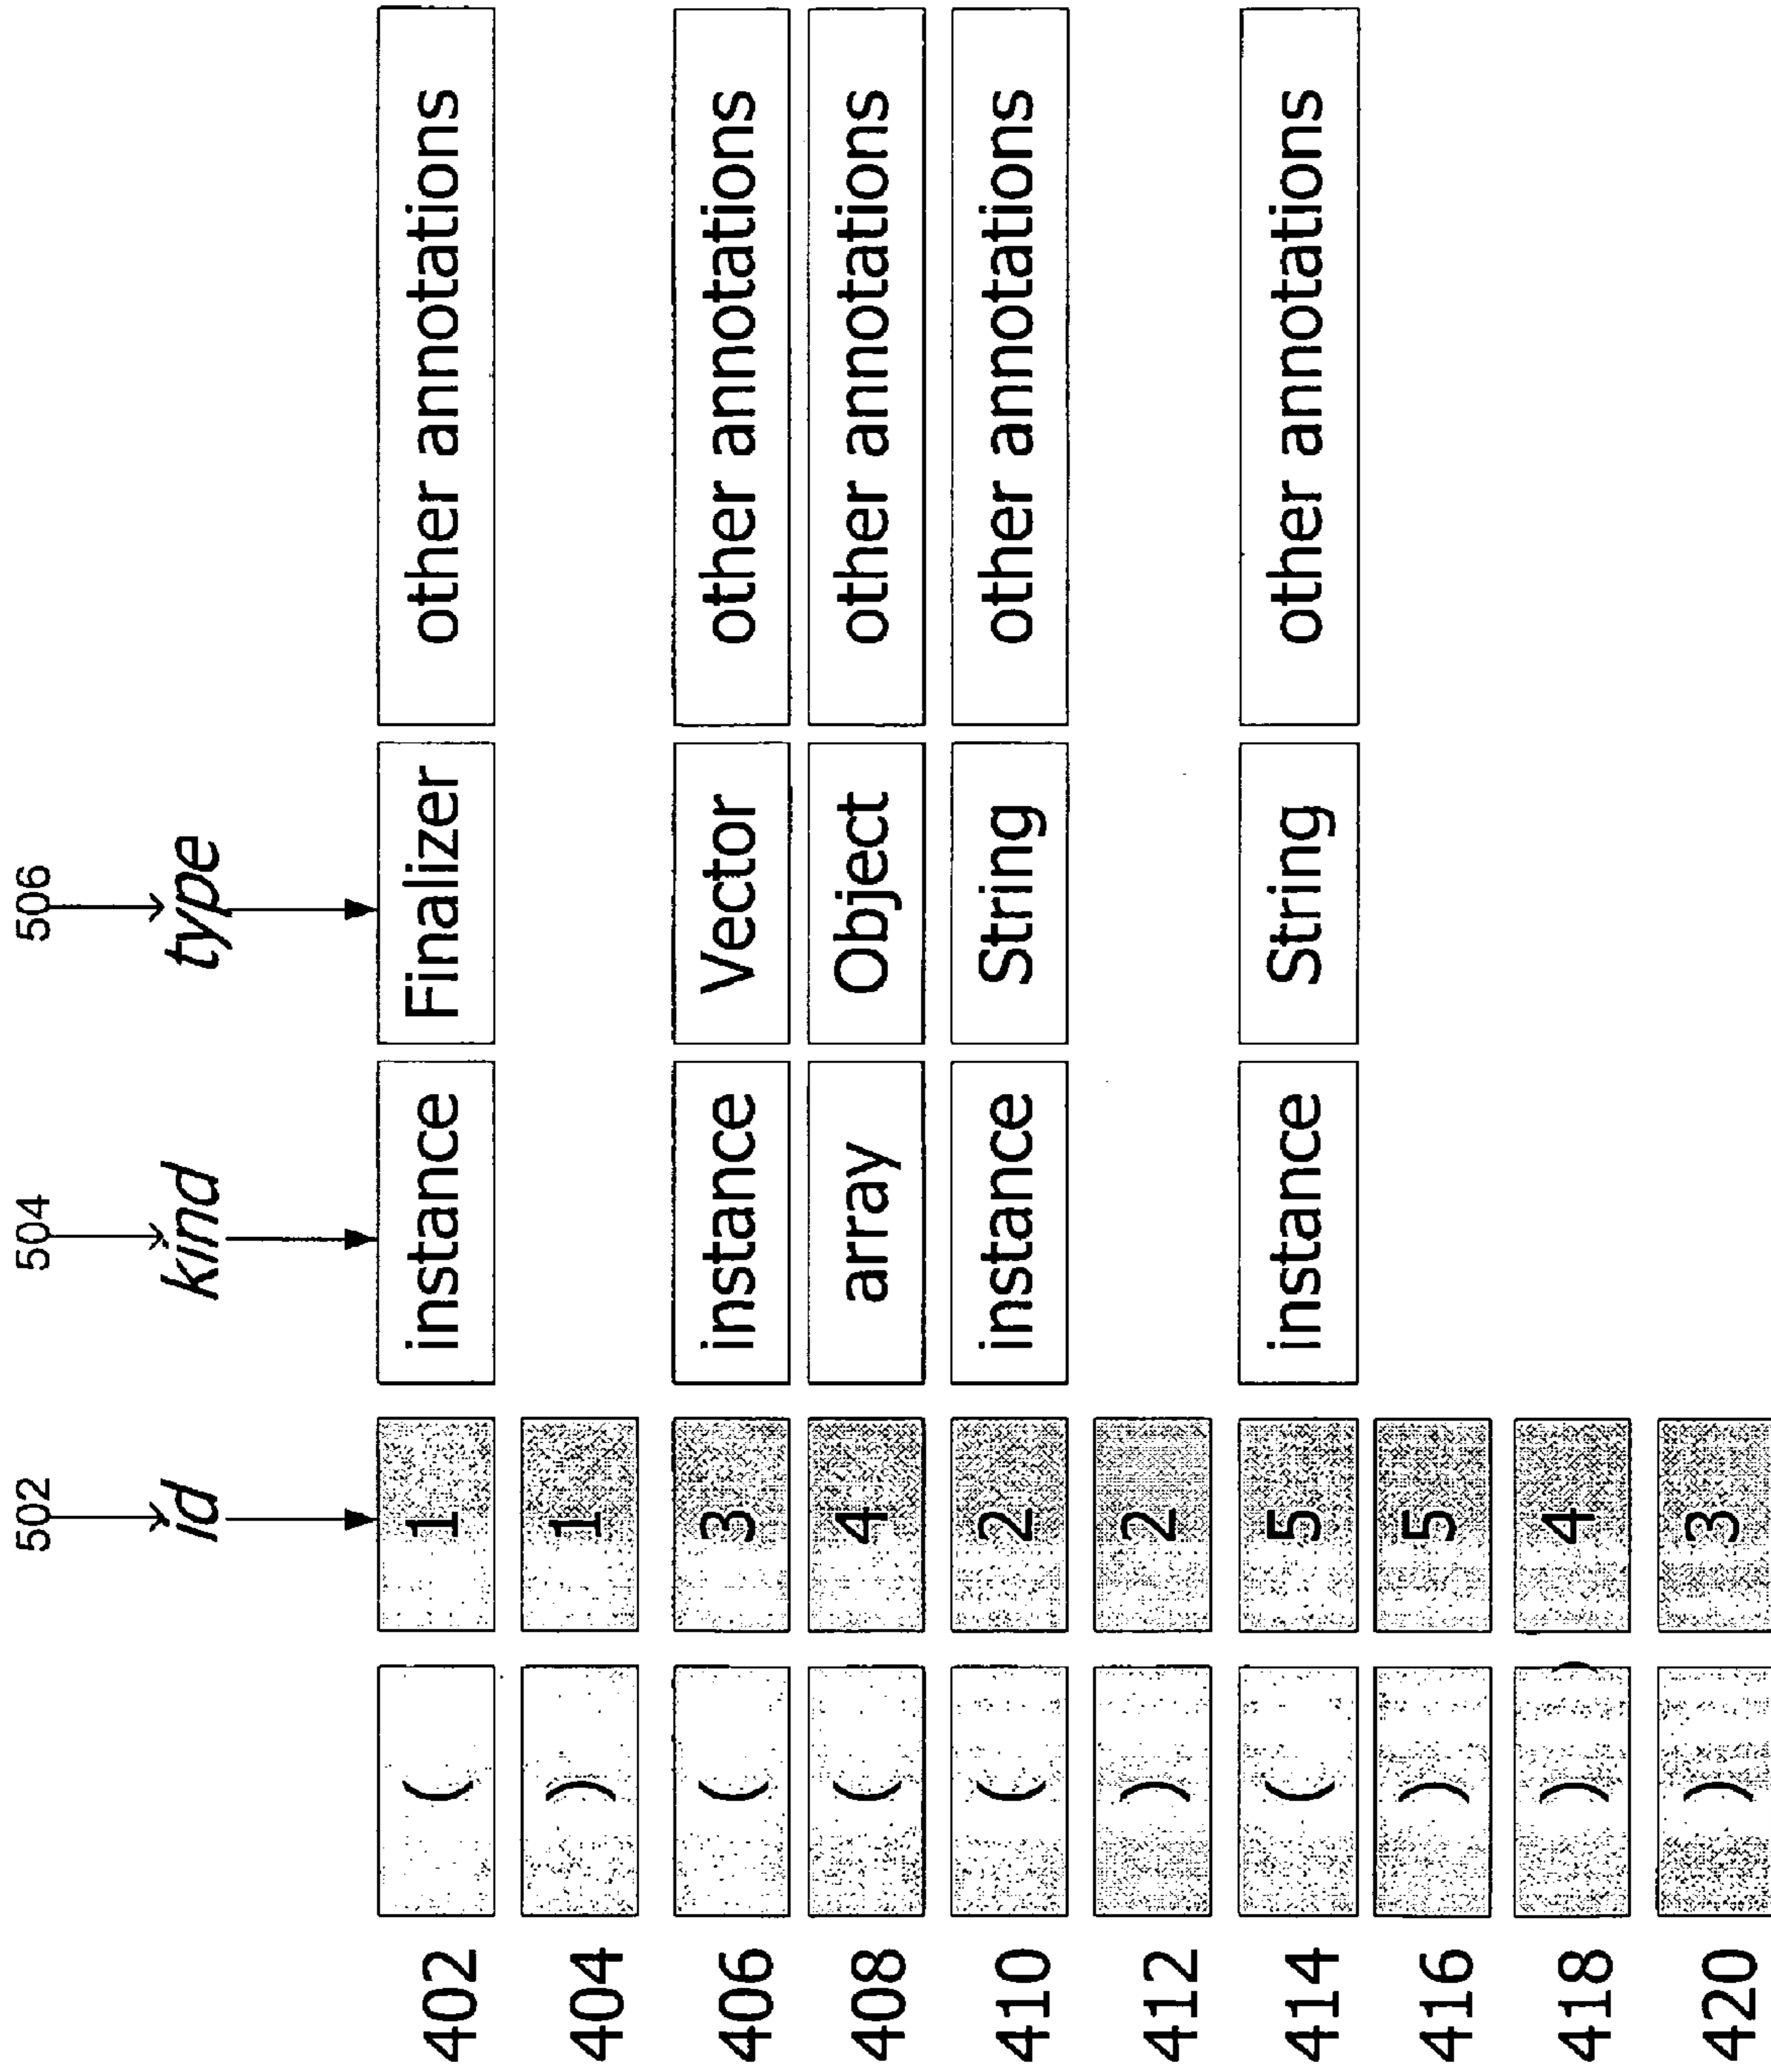 502 504 506
id kind type
402 ( 1 instance Finalizer other annotations
404 ) 1
406 ( 3 instance Vector other annotations
408 ( 4 array Object other annotations
410 ( 2 instance String other annotations
412 ) 2
414 ( 5 instance String other annotations
416 ) 5
418 ) 4
420 ) 3